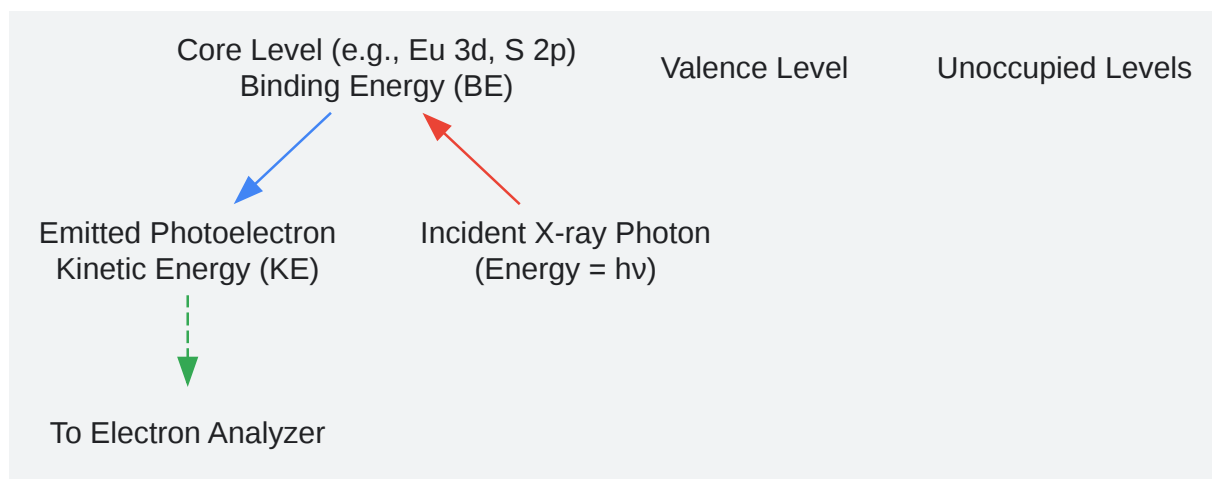 Core Level (e.g., Eu 3d, S 2p)
Binding Energy (BE)
Valence Level
Unoccupied Levels
Emitted Photoelectron
Kinetic Energy (KE)
Incident X-ray Photon
(Energy = hν)
To Electron Analyzer